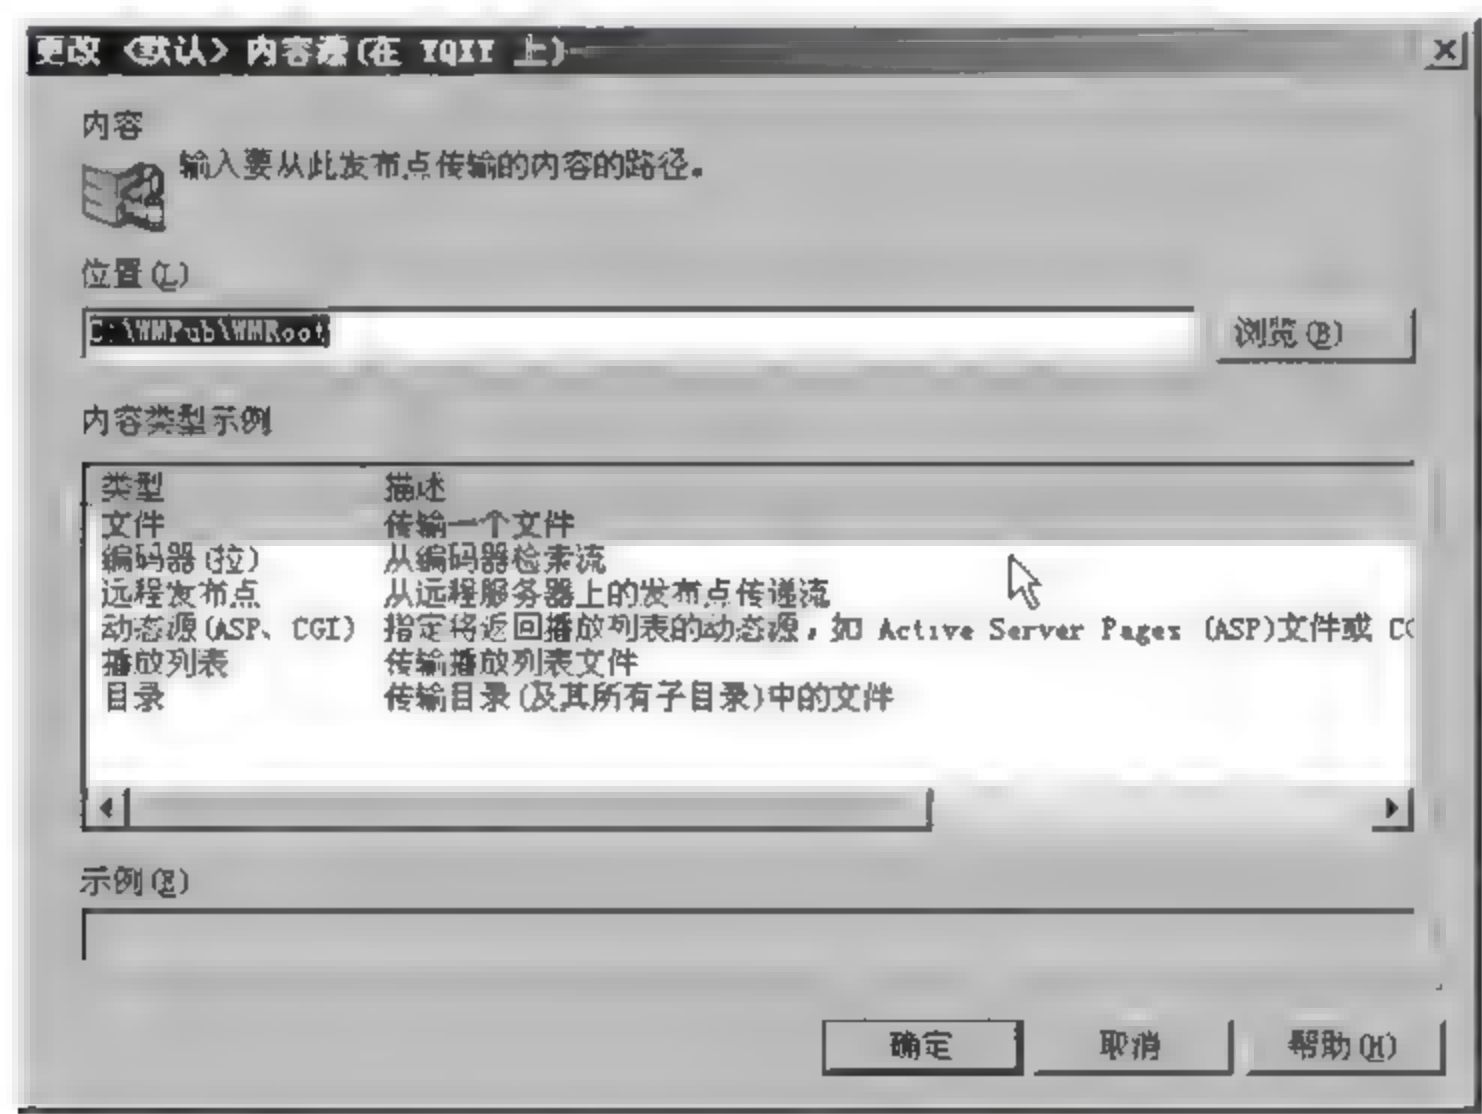 更改 <默认> 内容源(在 YQXY 上)
内容
输入要从此发布点传输的内容的路径。
位置(L)
C:\WMPub\WMRoot
浏览(B)
内容类型示例
类型 描述
文件 传输一个文件
编码器(拉) 从编码器检索流
远程发布点 从远程服务器上的发布点传递流
动态源(ASP、CGI) 指定将返回播放列表的动态源,如 Active Server Pages (ASP)文件或 CG
播放列表 传输播放列表文件
目录 传输目录(及其所有子目录)中的文件
示例(E)
确定 取消 帮助(H)